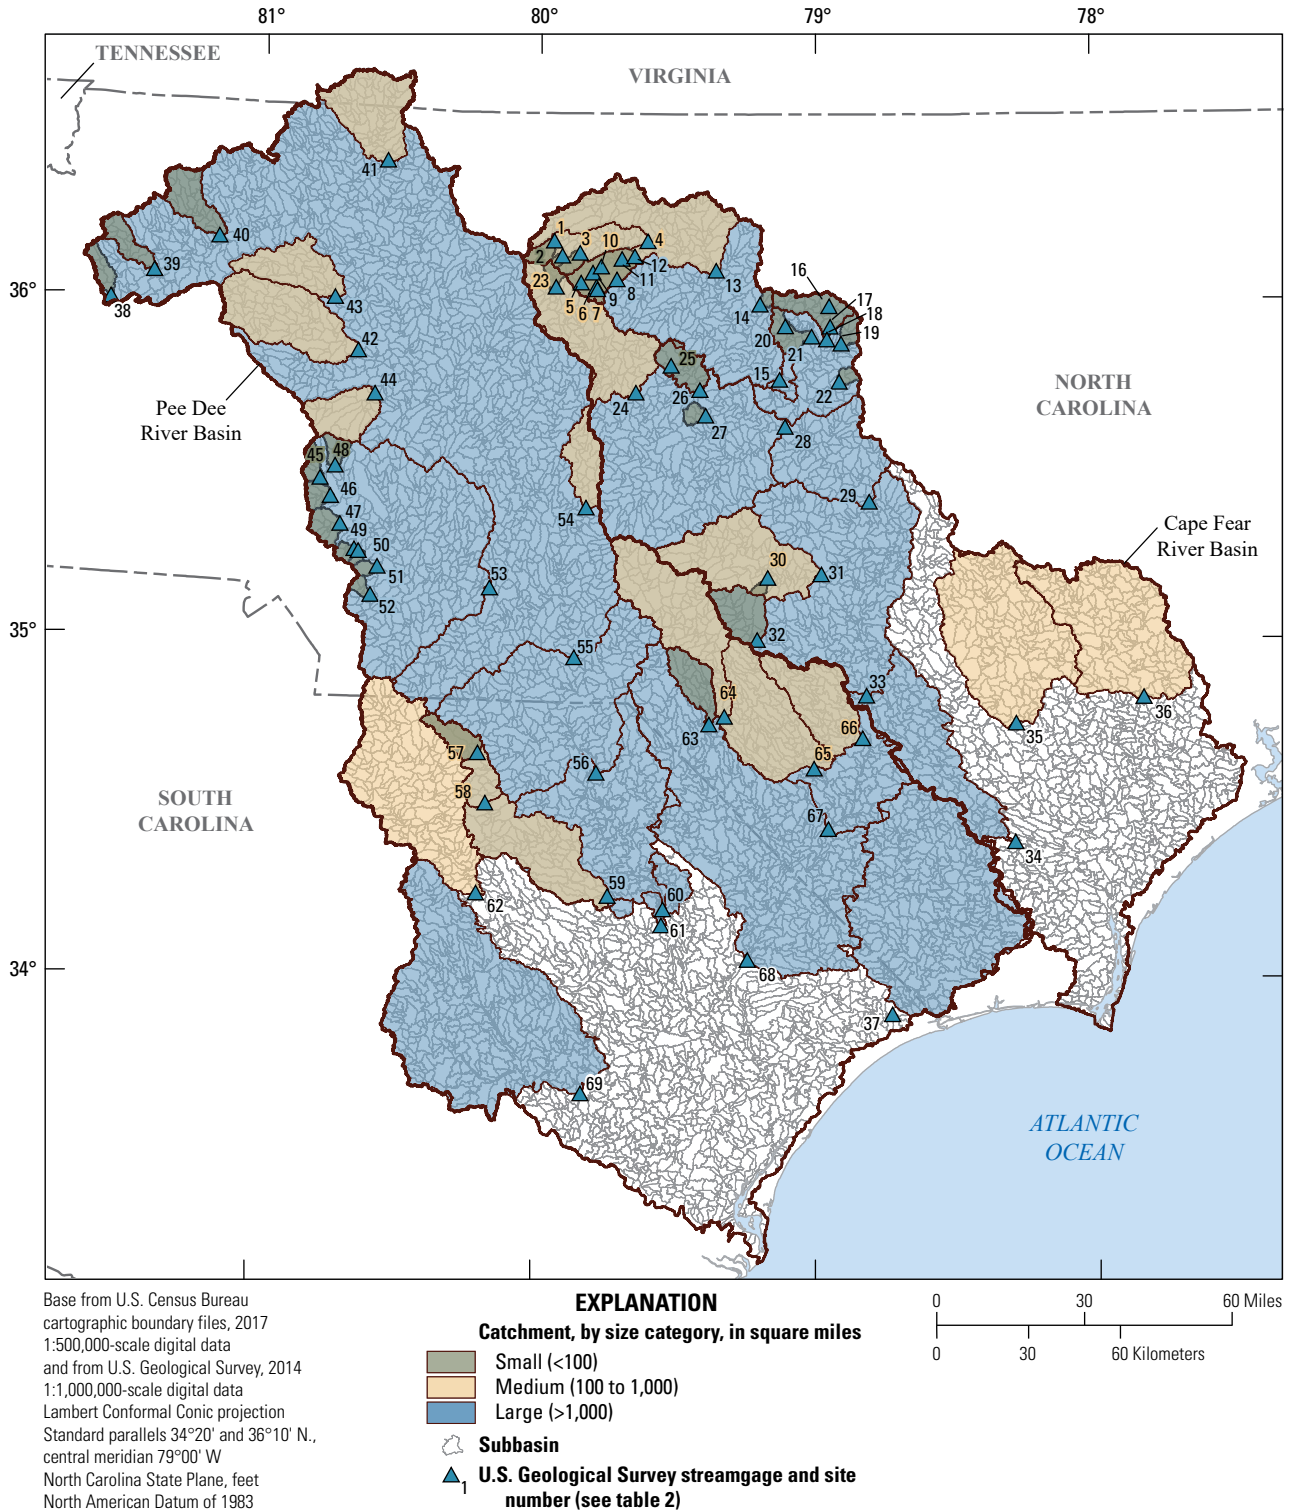 81°
80°
79°
78°
TENNESSEE
VIRGINIA
41
40
39
38
36°
43
42
44
Pee Dee
River Basin
1
3
10
4
2
12
23
11
5
6
7
9
8
13
14
16
17
18
19
20
21
15
22
25
24
26
27
28
NORTH
CAROLINA
45
48
46
47
49
50
51
52
53
54
29
30
31
32
Cape Fear
River Basin
35°
55
33
64
63
66
65
36
35
57
58
56
67
34
SOUTH
CAROLINA
59
60
61
62
68
37
34°
69
ATLANTIC
OCEAN
Base from U.S. Census Bureau
cartographic boundary files, 2017
1:500,000-scale digital data
and from U.S. Geological Survey, 2014
1:1,000,000-scale digital data
Lambert Conformal Conic projection
Standard parallels 34°20' and 36°10' N.,
central meridian 79°00' W
North Carolina State Plane, feet
North American Datum of 1983
EXPLANATION
Catchment, by size category, in square miles
Small (<100)
Medium (100 to 1,000)
Large (>1,000)
Subbasin
1
U.S. Geological Survey streamgage and site
number (see table 2)
0 30 60 Miles
0 30 60 Kilometers